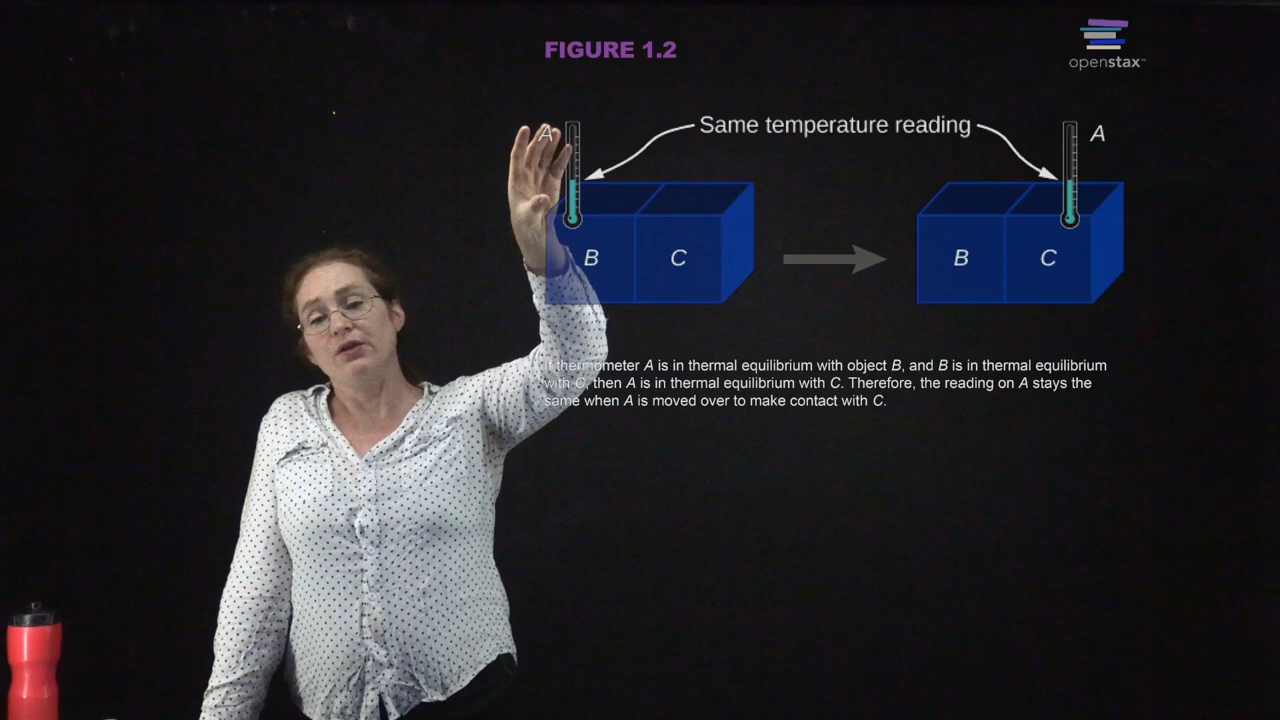 FIGURE 1.2
openstax™
A
Same temperature reading
A
B
C
B
C
If thermometer A is in thermal equilibrium with object B, and B is in thermal equilibrium
with C, then A is in thermal equilibrium with C. Therefore, the reading on A stays the
same when A is moved over to make contact with C.